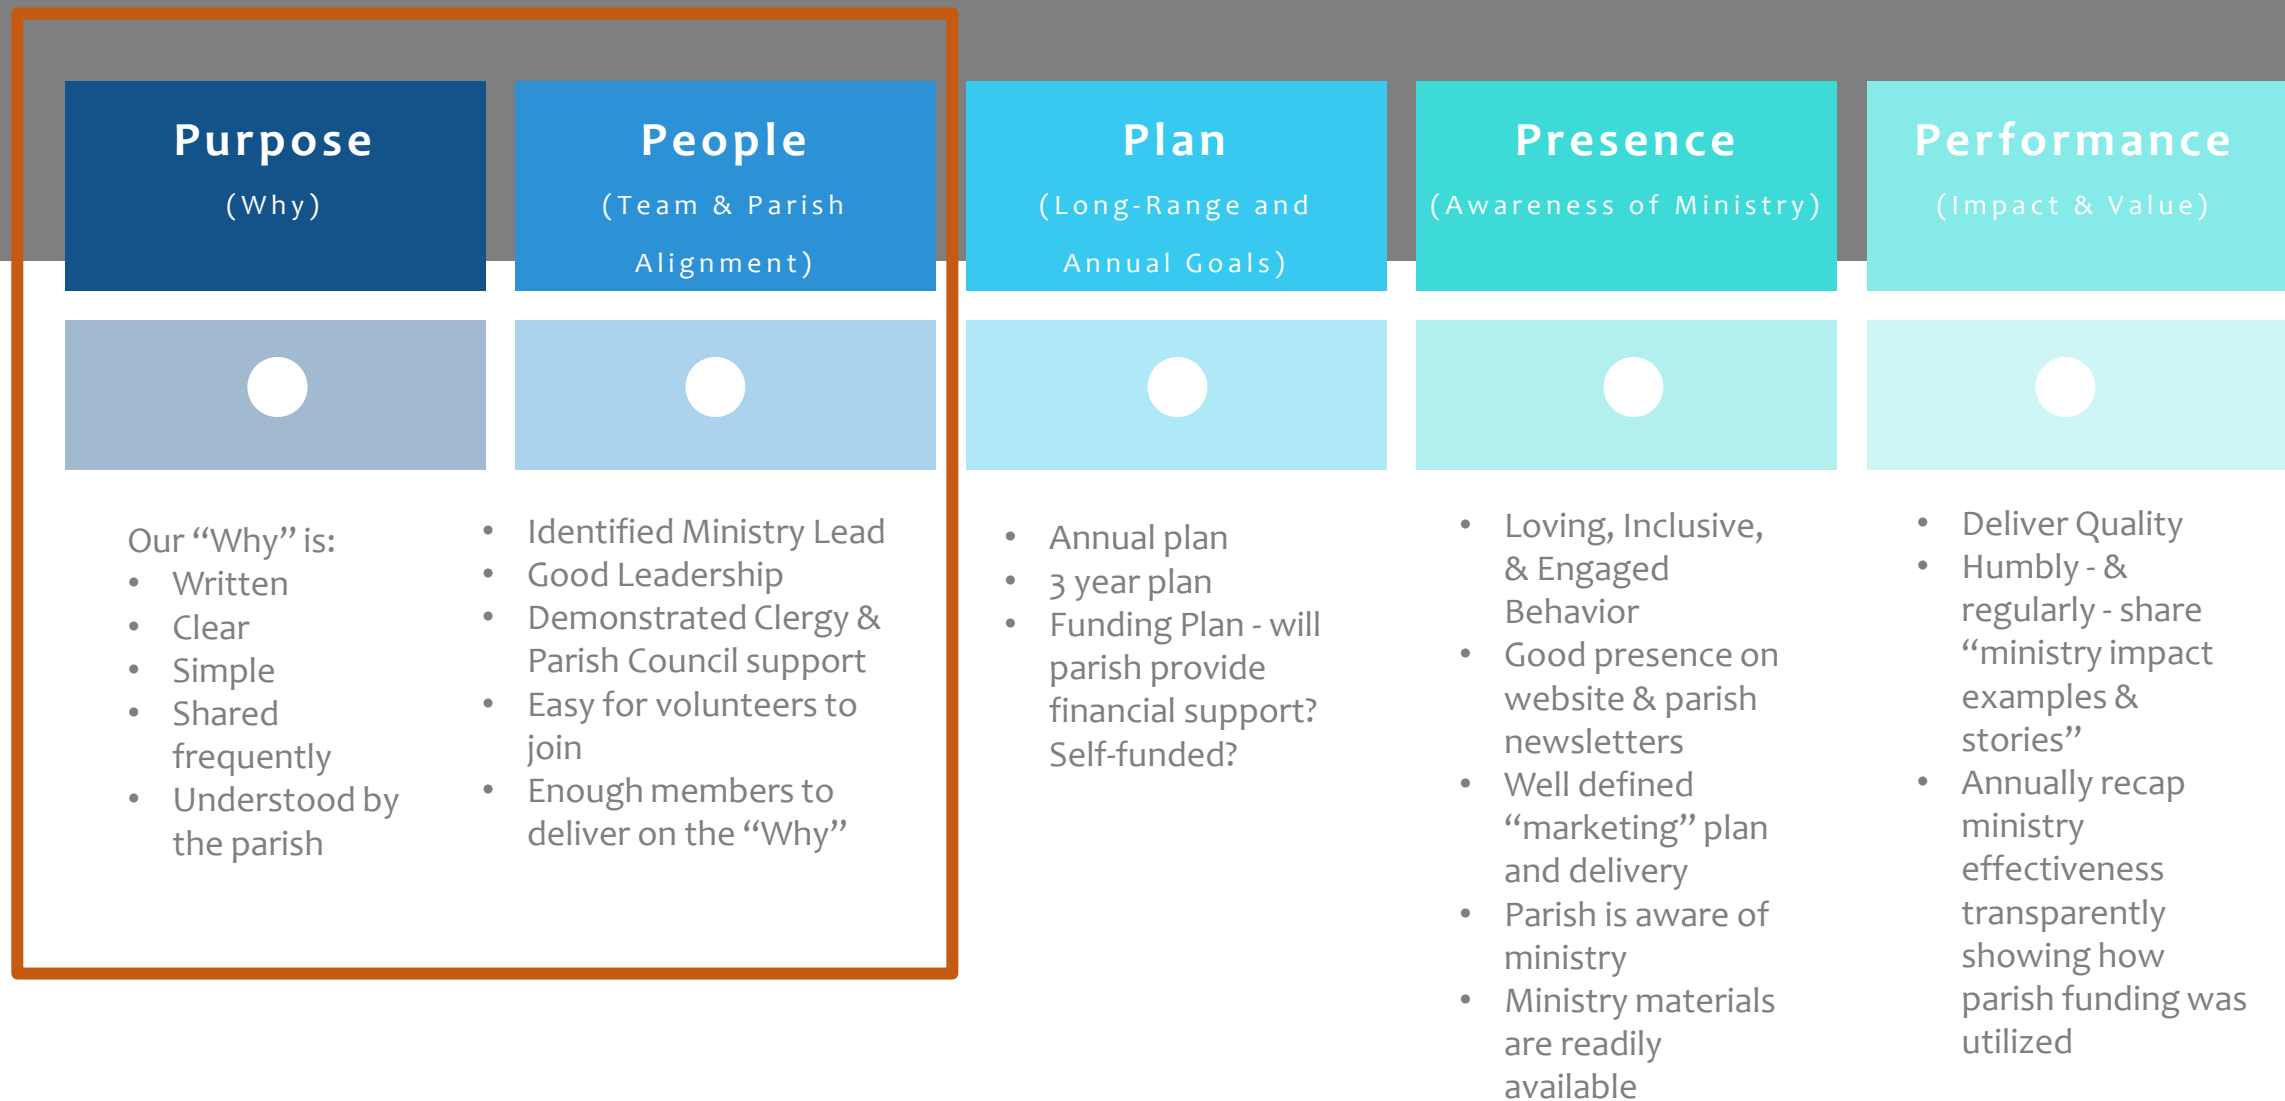 Purpose
(Why)
People
(Team & Parish
Alignment)
Plan
(Long-Range and
Annual Goals)
Presence
(Awareness of Ministry)
Performance
(Impact & Value)
Our “Why” is:
• Written
• Clear
• Simple
• Shared
frequently
• Understood by
the parish
• Identified Ministry Lead
• Good Leadership
• Demonstrated Clergy &
Parish Council support
• Easy for volunteers to
join
• Enough members to
deliver on the “Why”
• Annual plan
• 3 year plan
• Funding Plan - will
parish provide
financial support?
Self-funded?
• Loving, Inclusive,
& Engaged
Behavior
• Good presence on
website & parish
newsletters
• Well defined
“marketing” plan
and delivery
• Parish is aware of
ministry
• Ministry materials
are readily
available
• Deliver Quality
• Humbly - &
regularly - share
“ministry impact
examples &
stories”
• Annually recap
ministry
effectiveness
transparently
showing how
parish funding was
utilized